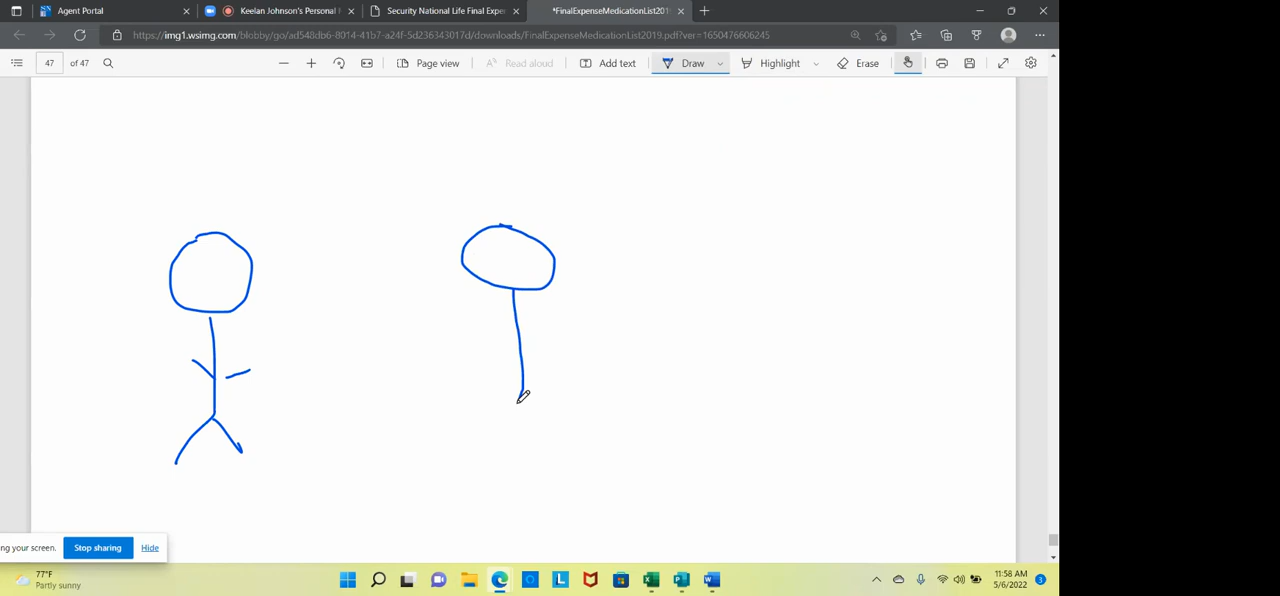 Agent Portal
Keelan Johnson's Personal
Security National Life Final Expe
*FinalExpenseMedicationList2019
https://img1.wsimg.com/blobby/go/ad548db6-8014-41b7-a24f-5d236343017d/downloads/FinalExpenseMedicationList2019.pdf?ver=1650476606245
47 of 47
Page view
Read aloud
Add text
Draw
Highlight
Erase
ng your screen.
Stop sharing
Hide
77°F
Partly sunny
11:58 AM
5/6/2022
3